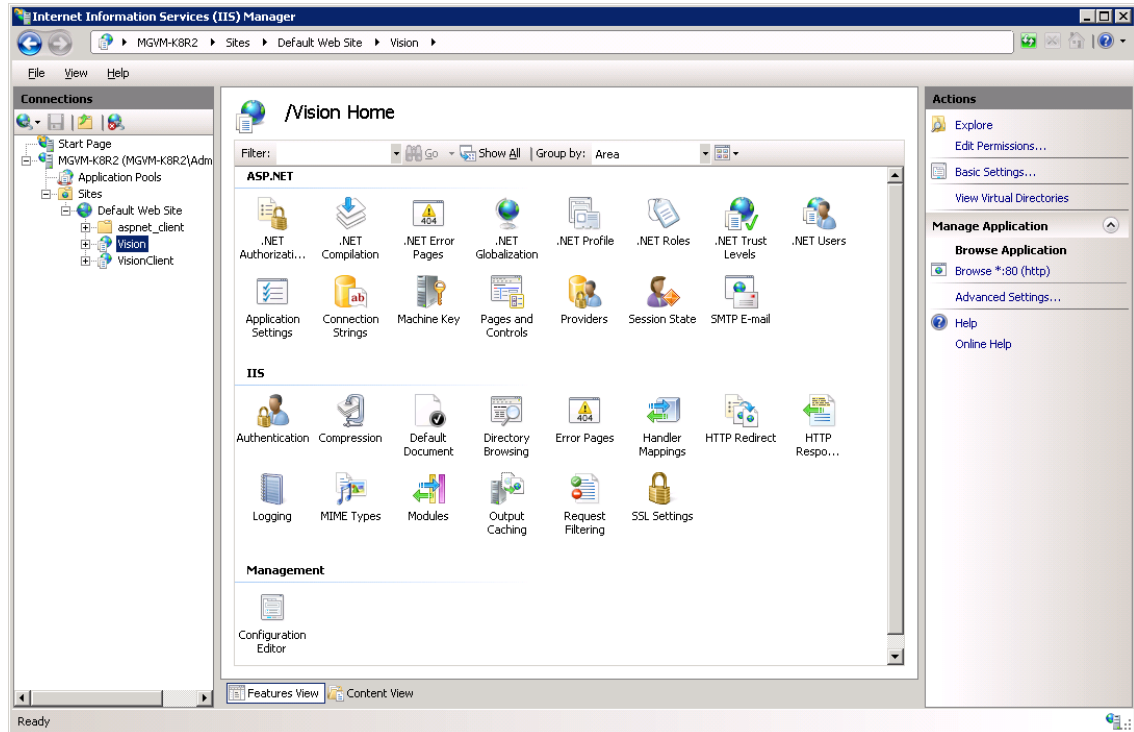 Internet Information Services (IIS) Manager
MGVM-K8R2 Sites Default Web Site Vision
File View Help
Connections
Start Page
MGVM-K8R2 (MGVM-K8R2\Adm
Application Pools
Sites
Default Web Site
aspnet_client
Vision
VisionClient
/Vision Home
Filter: Go Show All Group by: Area
ASP.NET
.NET Authorizati...
.NET Compilation
.NET Error Pages
404
.NET Globalization
.NET Profile
.NET Roles
.NET Trust Levels
.NET Users
Application Settings
ab
Connection Strings
Machine Key
Pages and Controls
Providers
Session State
SMTP E-mail
IIS
Authentication
Compression
Default Document
Directory Browsing
404
Error Pages
Handler Mappings
HTTP Redirect
HTTP Respo...
Logging
MIME Types
Modules
Output Caching
Request Filtering
SSL Settings
Management
Configuration Editor
Features View Content View
Actions
Explore
Edit Permissions...
Basic Settings...
View Virtual Directories
Manage Application
Browse Application
Browse *:80 (http)
Advanced Settings...
Help
Online Help
Ready